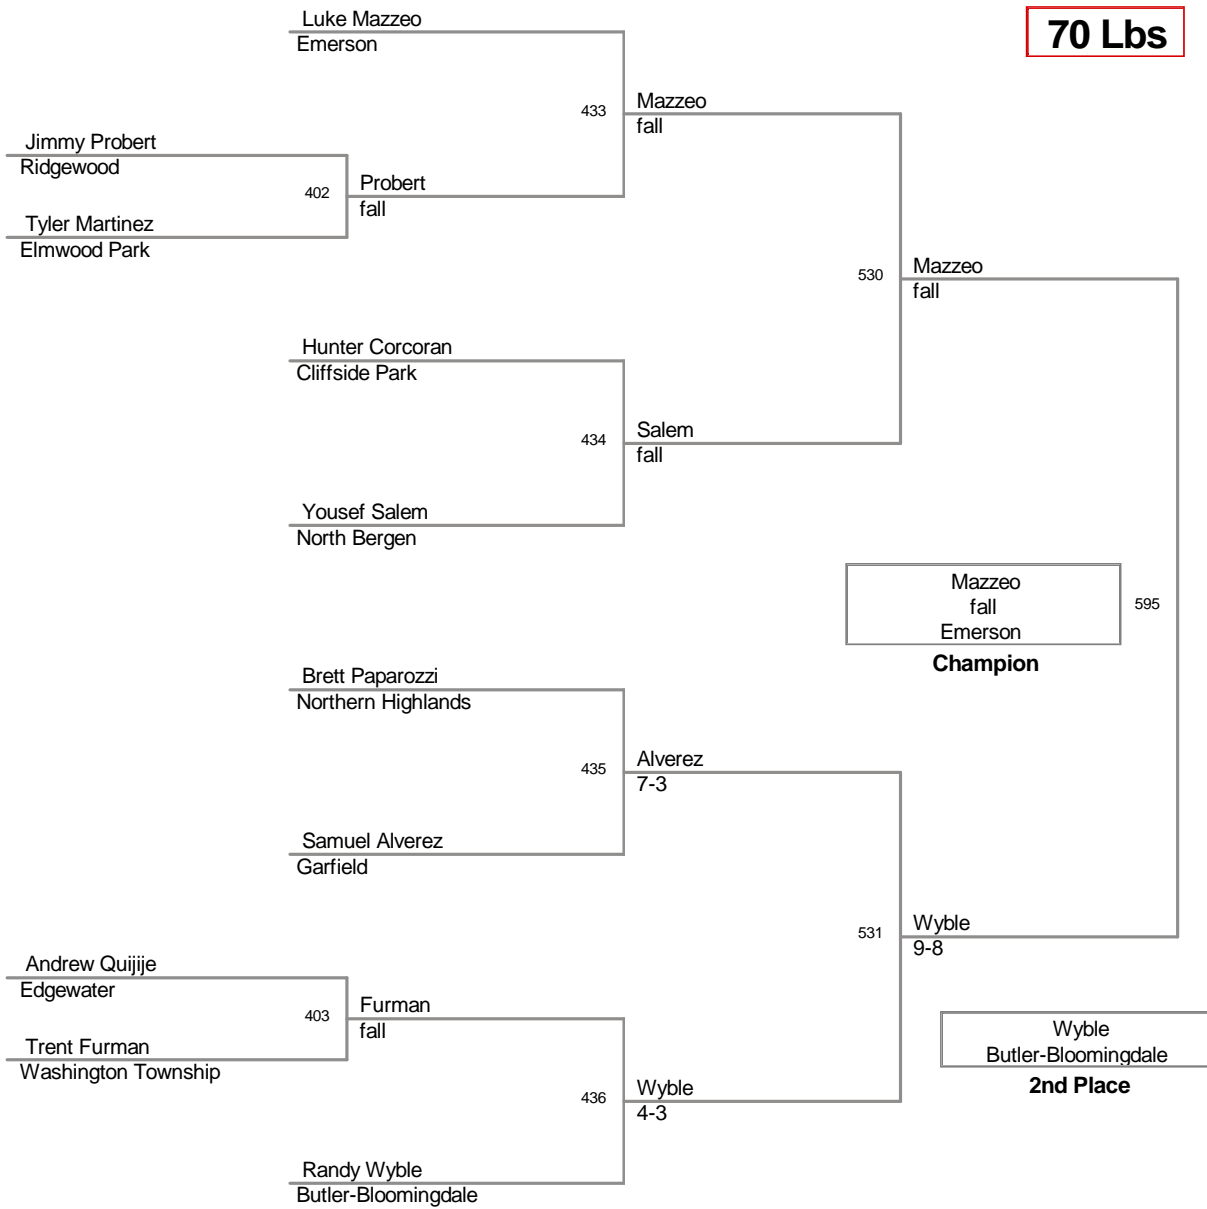 Luke Mazzeo
Emerson
70 Lbs
433
Mazzeo
fall
Jimmy Probert
Ridgewood
402
Probert
fall
Tyler Martinez
Elmwood Park
530
Mazzeo
fall
Hunter Corcoran
Cliffside Park
434
Salem
fall
Yousef Salem
North Bergen
Mazzeo
fall
Emerson
595
Champion
Brett Paparozzi
Northern Highlands
435
Alverez
7-3
Samuel Alverez
Garfield
531
Wyble
9-8
Andrew Quijije
Edgewater
403
Furman
fall
Trent Furman
Washington Township
Wyble
Butler-Bloomingdale
2nd Place
436
Wyble
4-3
Randy Wyble
Butler-Bloomingdale